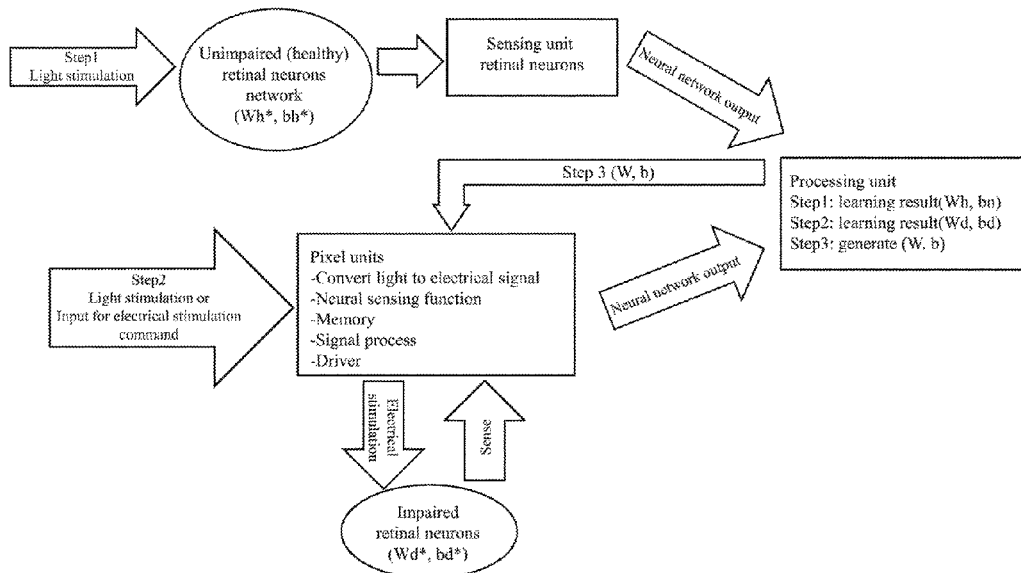 Step1
Light stimulation
Unimpaired (healthy)
retinal neurons
network
(Wh*, bh*)
Sensing unit
retinal neurons
Neural network output
Step 3 (W, b)
Processing unit
Step1: learning result(Wh, bn)
Step2: learning result(Wd, bd)
Step3: generate (W, b)
Step2
Light stimulation or
Input for electrical stimulation
command
Pixel units
-Convert light to electrical signal
-Neural sensing function
-Memory
-Signal process
-Driver
Neural network output
Electrical
stimulation
Sense
Impaired
retinal neurons
(Wd*, bd*)